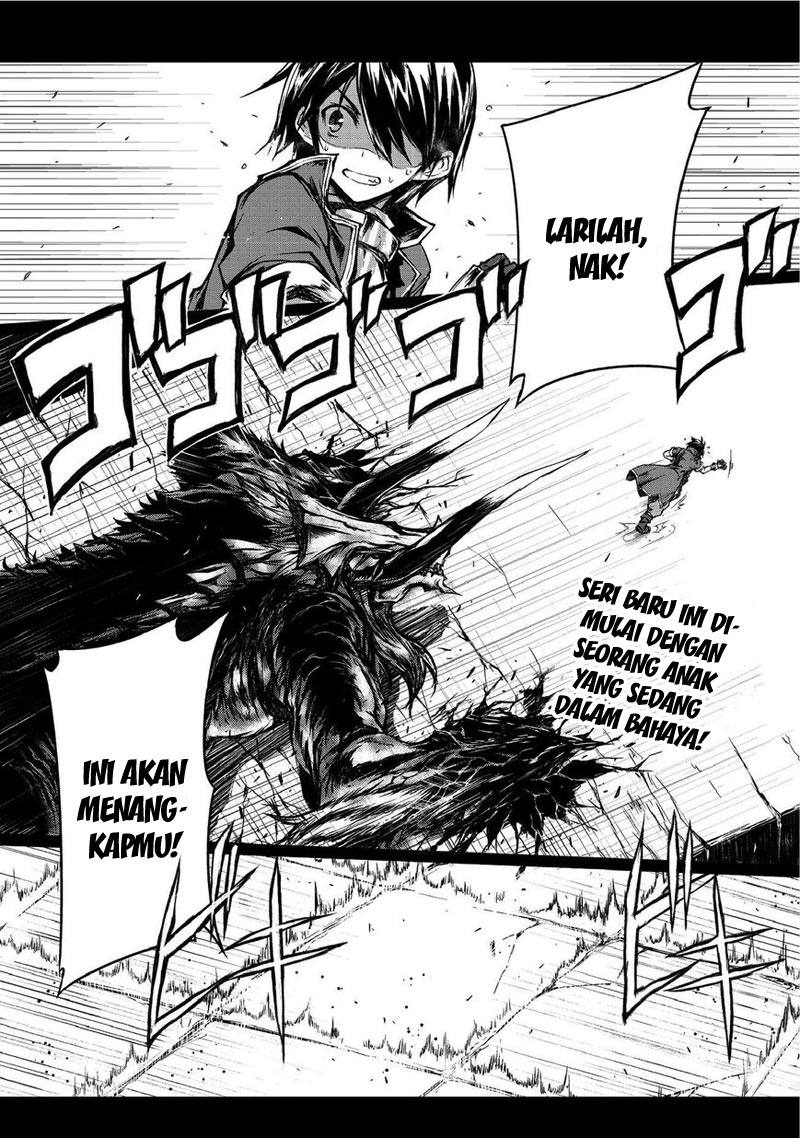 LARILAH,
NAK!
ゴゴゴゴ
ゴ
SERI BARU INI DI-
MULAI DENGAN
SEORANG ANAK
YANG SEDANG
DALAM BAHAYA!
INI AKAN
MENANG-
KAPMU!
ビキ
ビキ